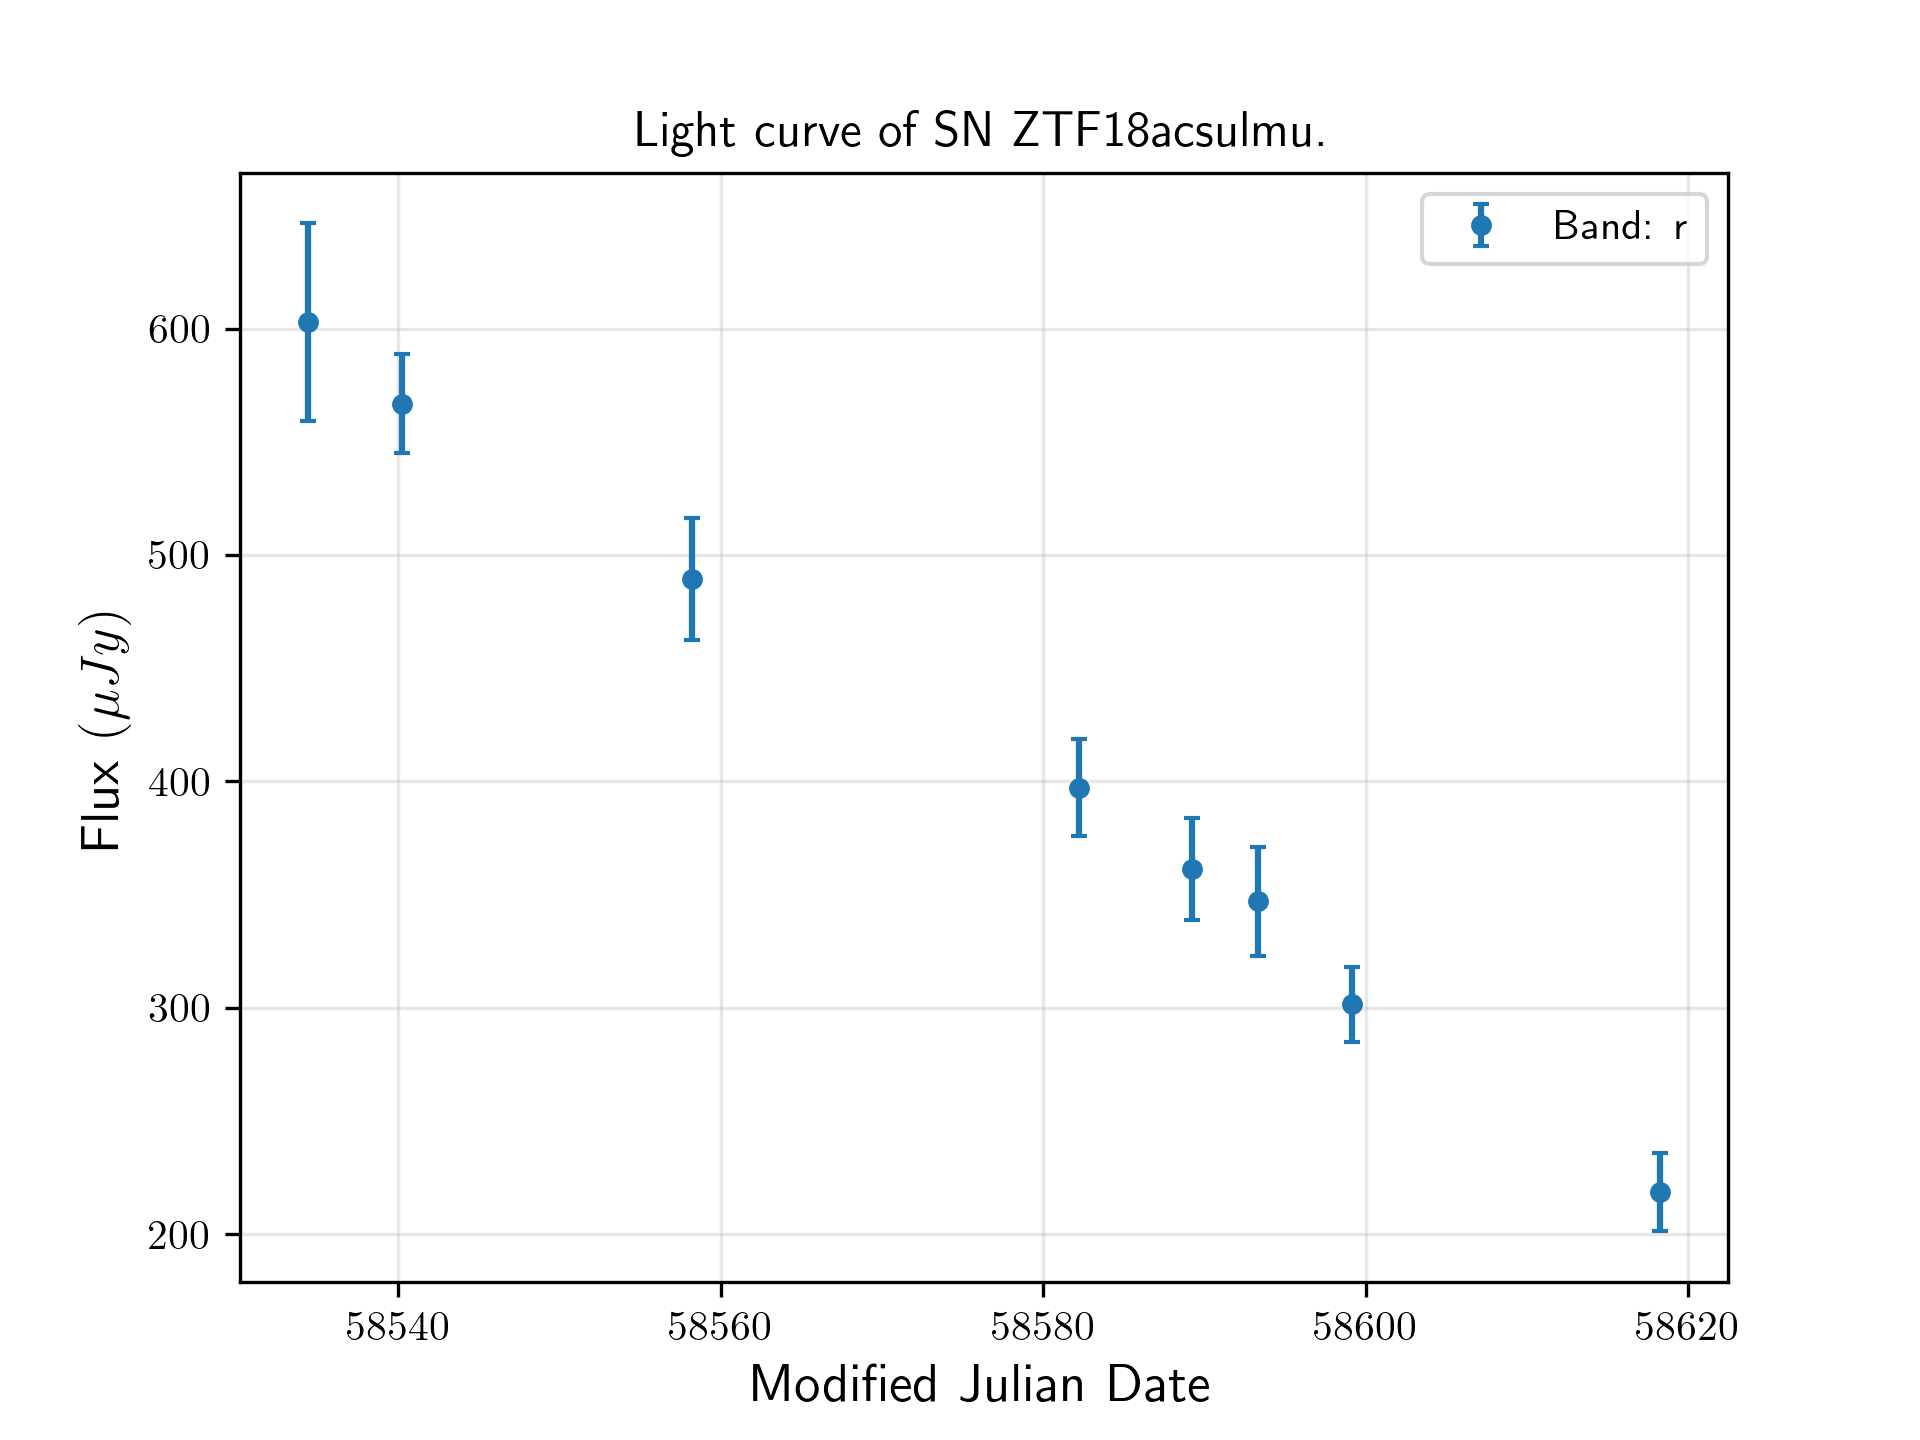 Light curve of SN ZTF18acsulmu.
Band: r
600
500
400
300
200
Flux (μJy)
58540 58560 58580 58600 58620
Modified Julian Date